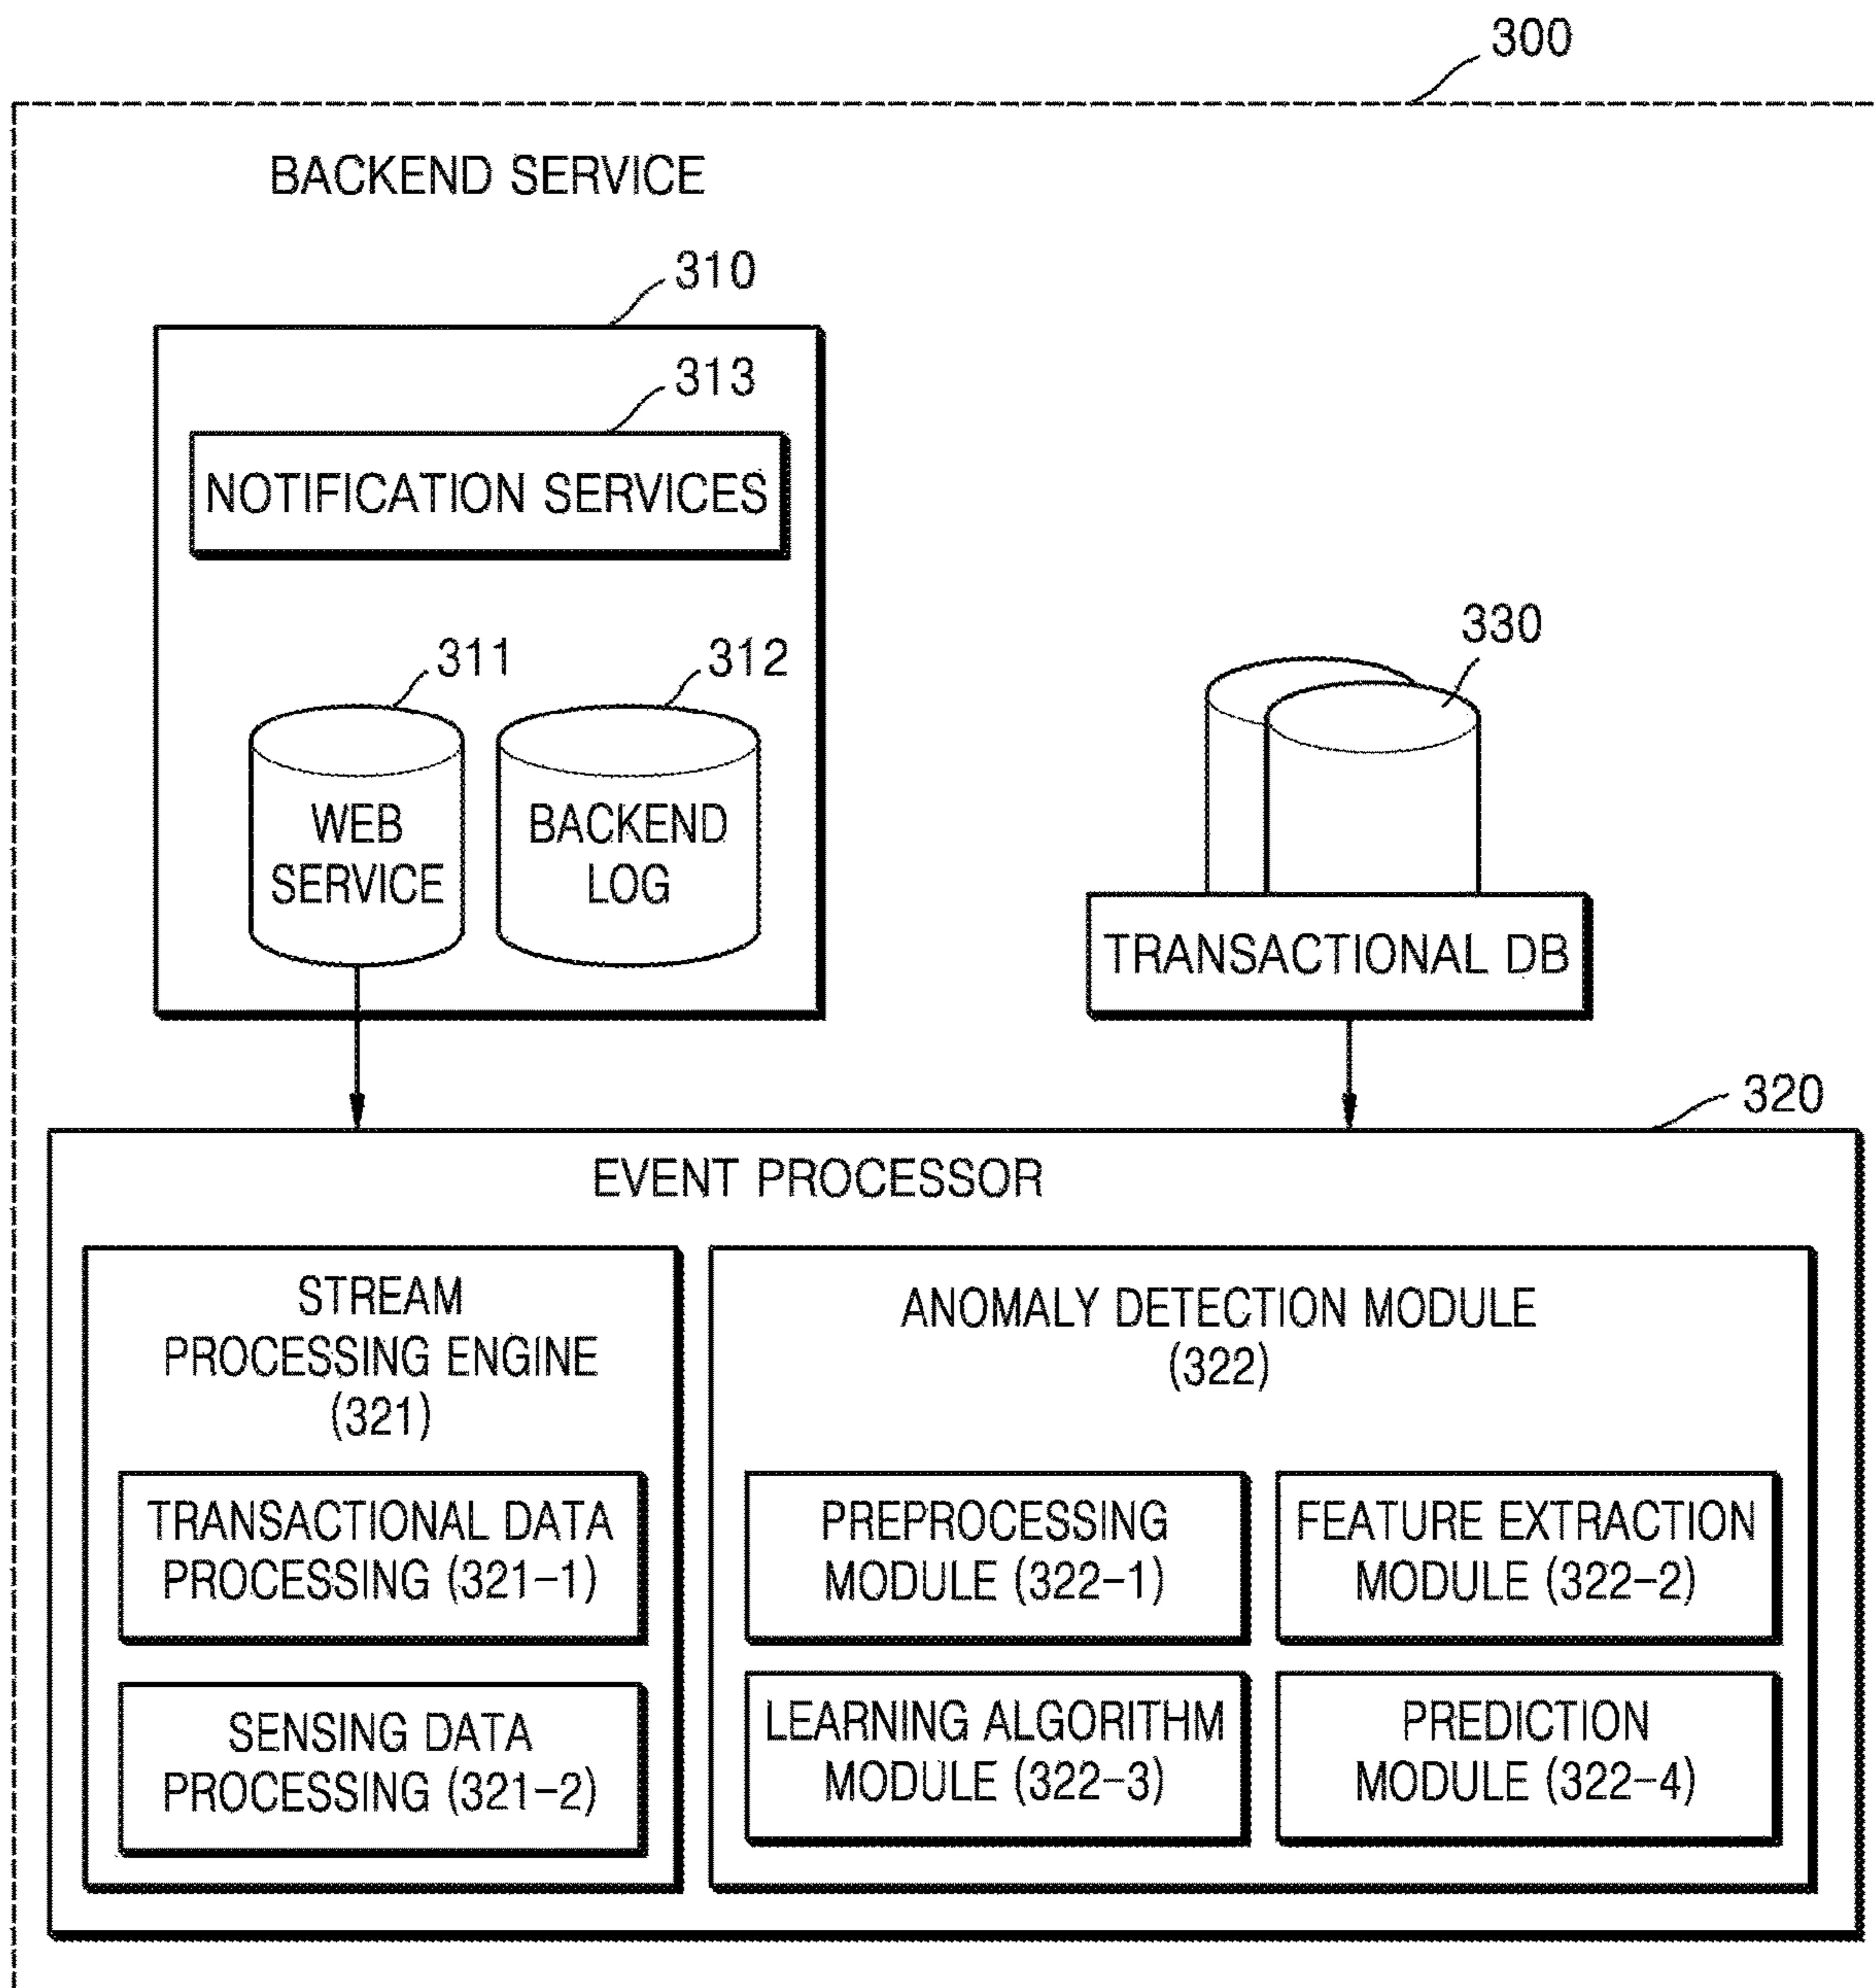 300
BACKEND SERVICE
310
313
NOTIFICATION SERVICES
311
312
330
WEB
SERVICE
BACKEND
LOG
TRANSACTIONAL DB
320
EVENT PROCESSOR
STREAM
PROCESSING ENGINE
(321)
TRANSACTIONAL DATA
PROCESSING (321-1)
SENSING DATA
PROCESSING (321-2)
ANOMALY DETECTION MODULE
(322)
PREPROCESSING
MODULE (322-1)
FEATURE EXTRACTION
MODULE (322-2)
LEARNING ALGORITHM
MODULE (322-3)
PREDICTION
MODULE (322-4)